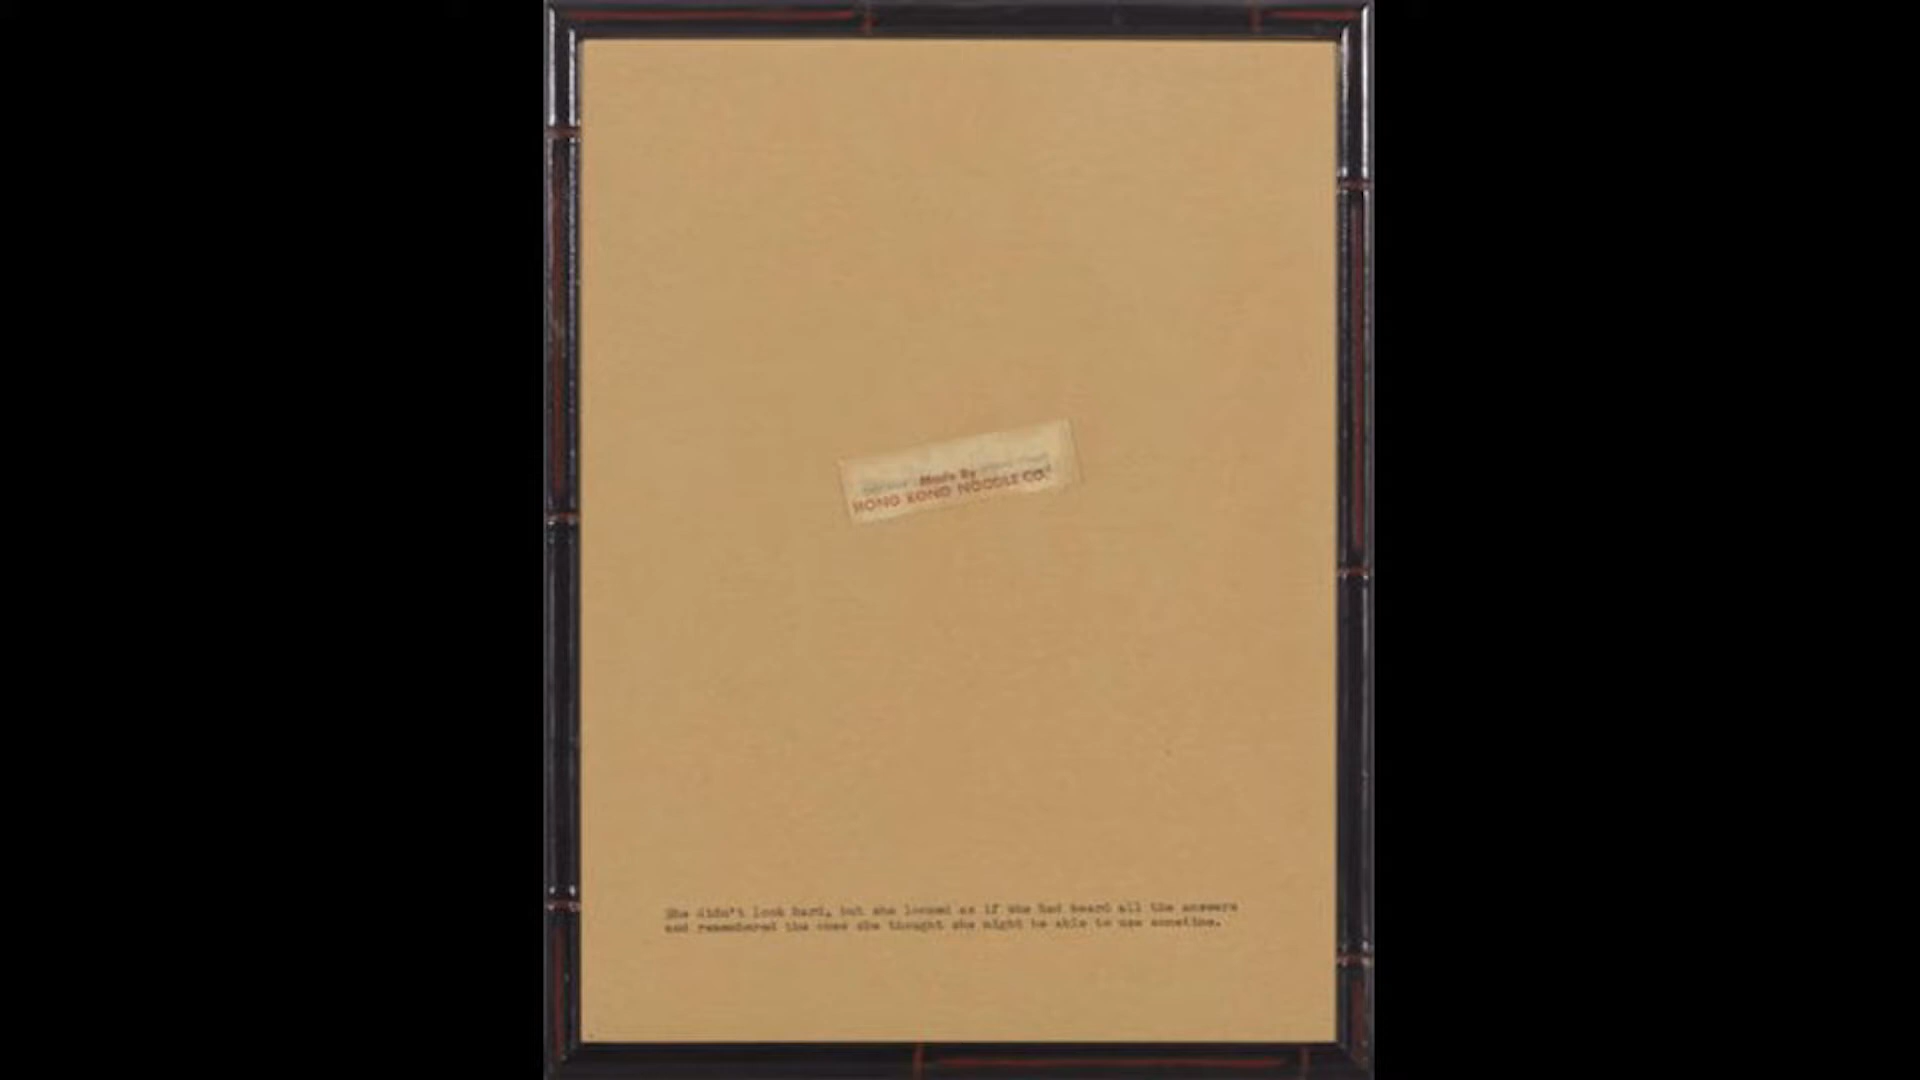 Made By
HONG KONG NOODLE CO.
She didn't look hard, but she looked as if she had heard all the answers
and remembered the ones she thought she might be able to use sometime.